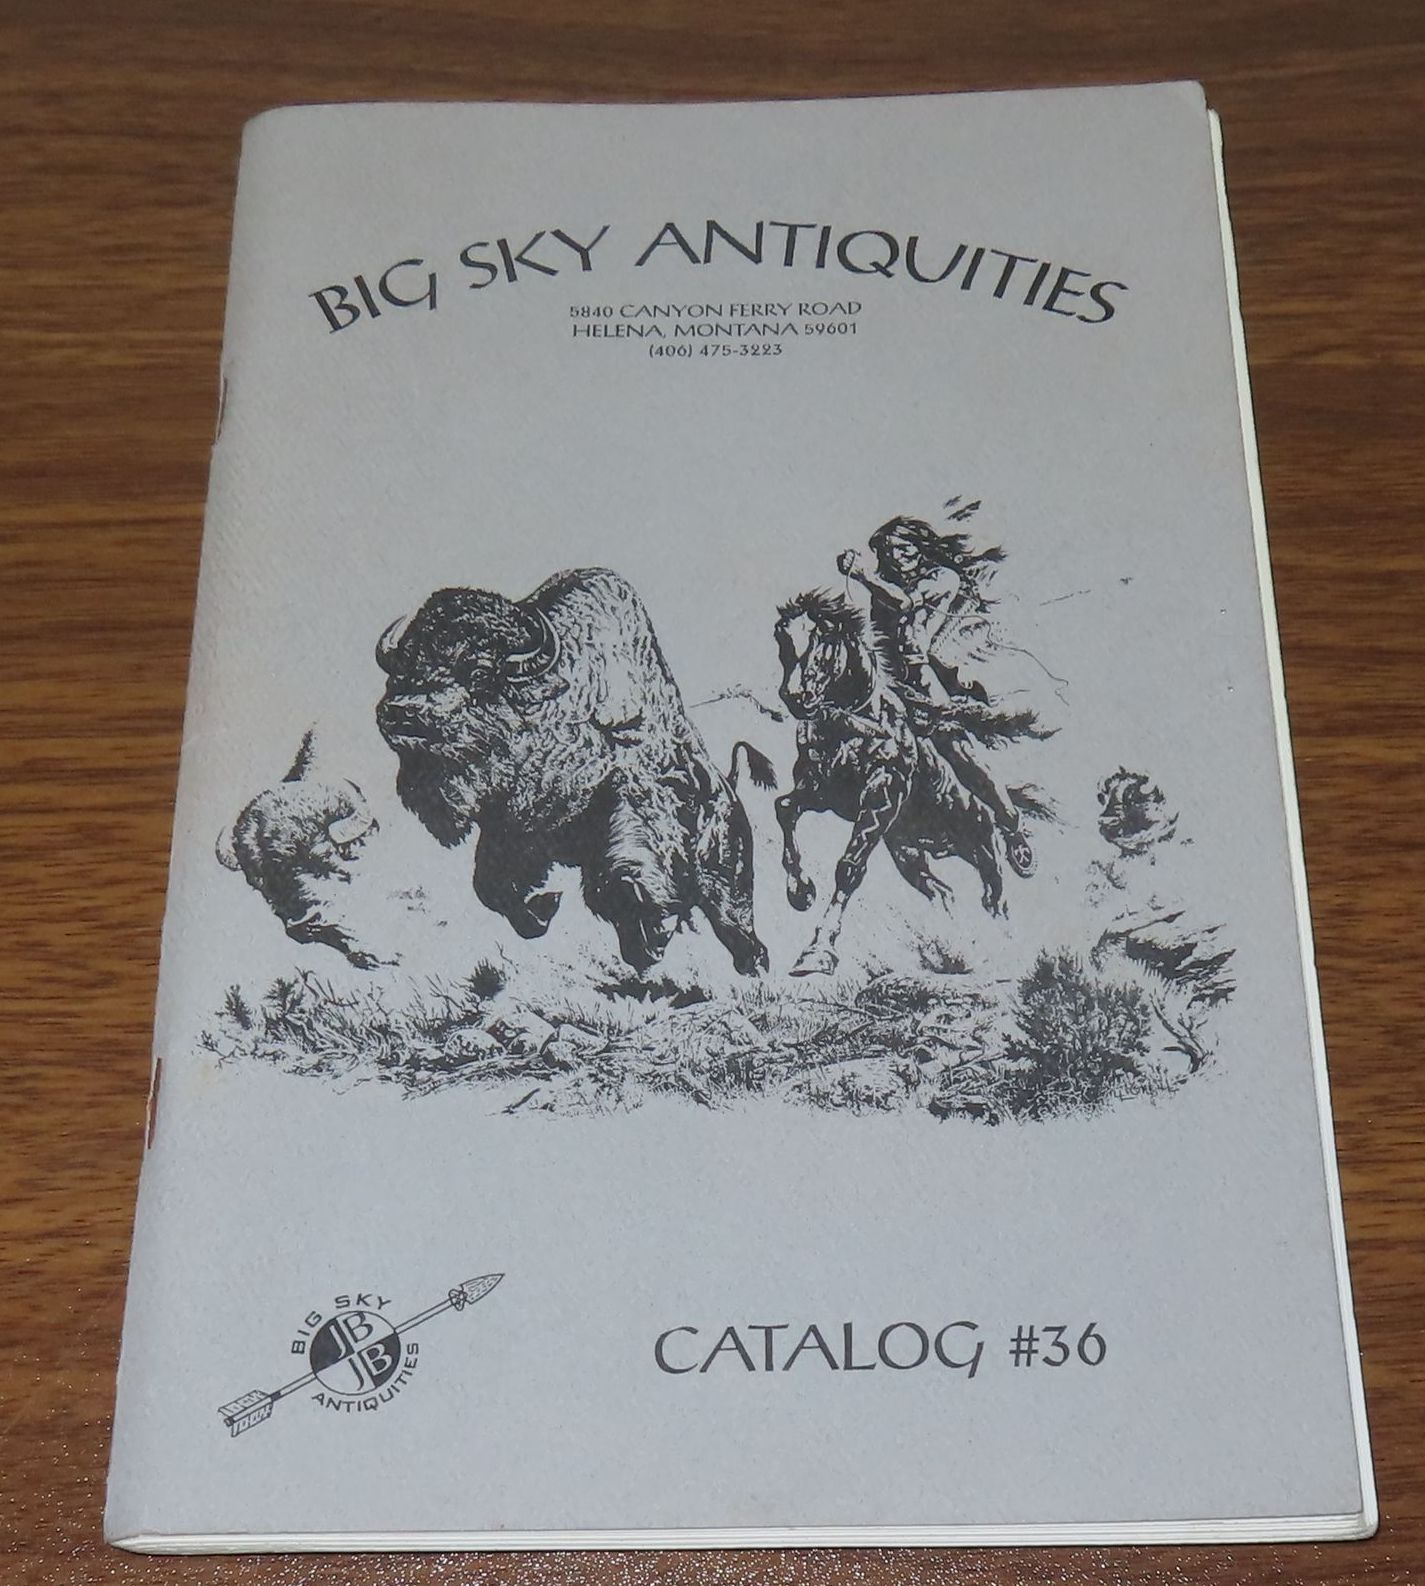 BIG SKY ANTIQUITIES
5840 CANYON FERRY ROAD
HELENA, MONTANA 59601
(406) 475-3223
BIG SKY
JB
JB
ANTIQUITIES
CATALOG #36